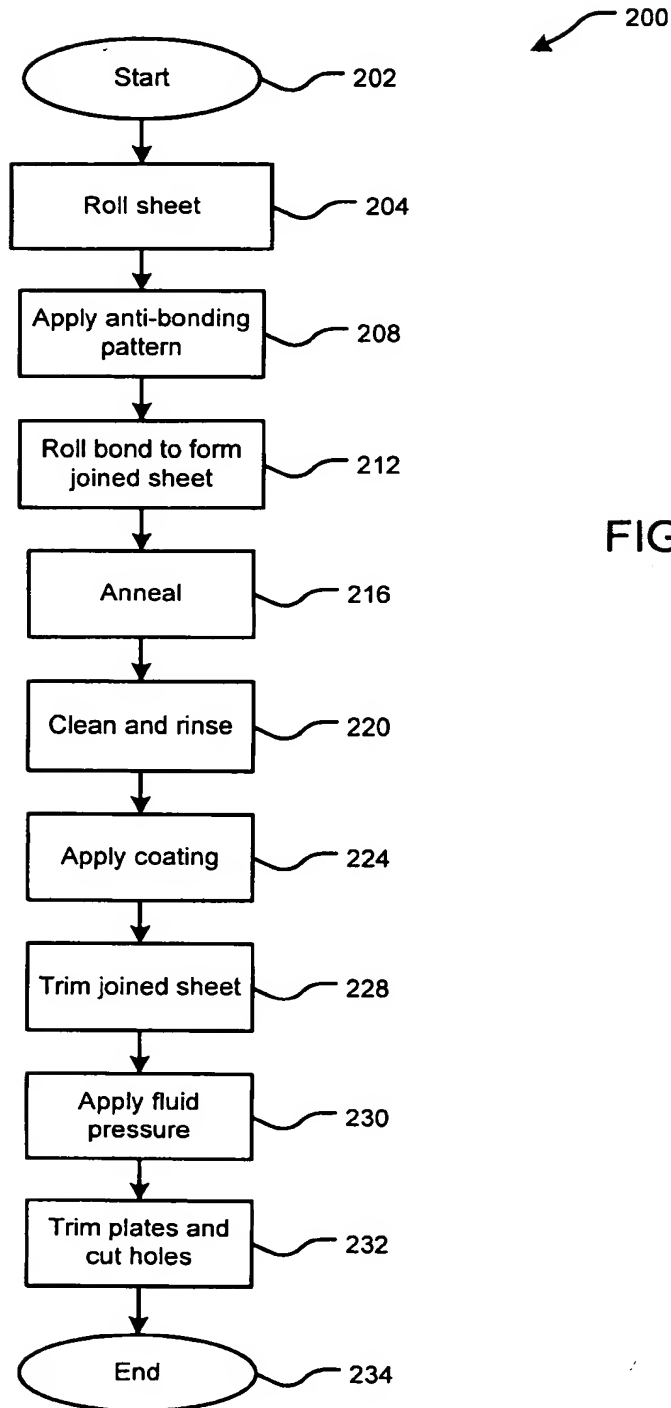 200
Start
202
Roll sheet
204
Apply anti-bonding
pattern
208
Roll bond to form
joined sheet
212
FIG
Anneal
216
Clean and rinse
220
Apply coating
224
Trim joined sheet
228
Apply fluid
pressure
230
Trim plates and
cut holes
232
End
234